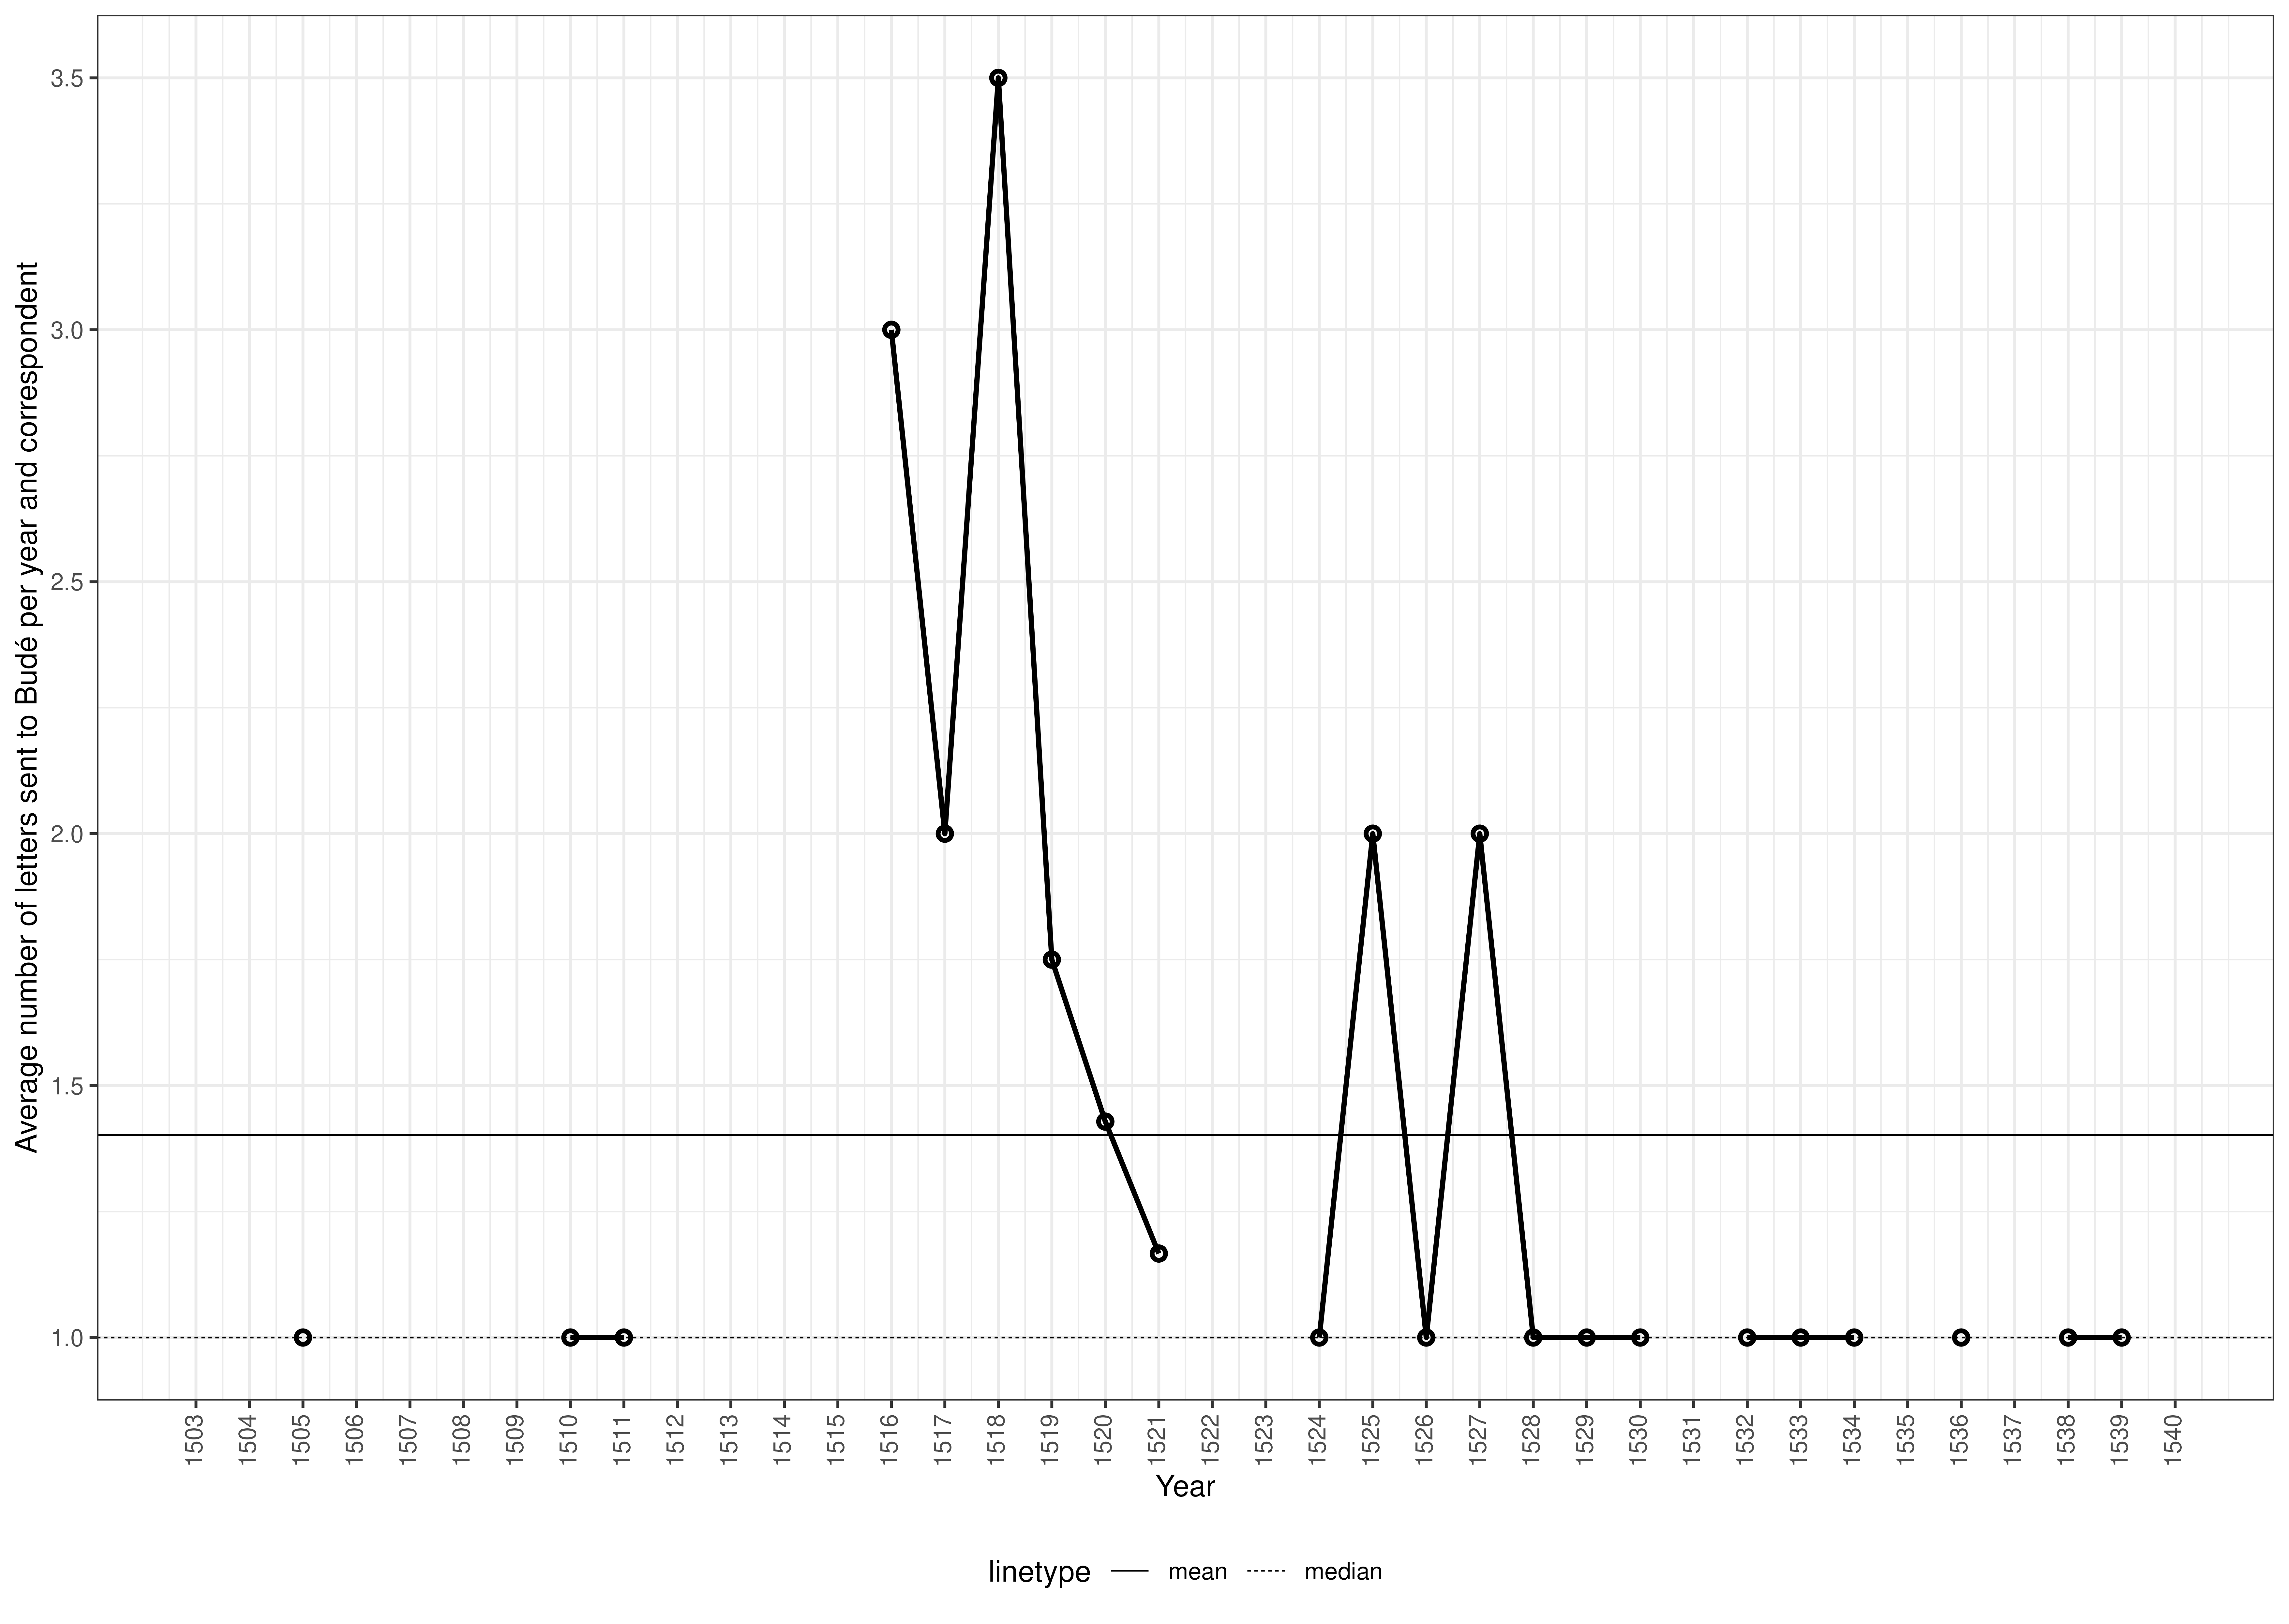 Average number of letters sent to Budé per year and correspondent
3.5
3.0
2.5
2.0
1.5
1.0
1503 1504 1505 1506 1507 1508 1509 1510 1511 1512 1513 1514 1515 1516 1517 1518 1519 1520 1521 1522 1523 1524 1525 1526 1527 1528 1529 1530 1531 1532 1533 1534 1535 1536 1537 1538 1539 1540
Year
linetype mean median